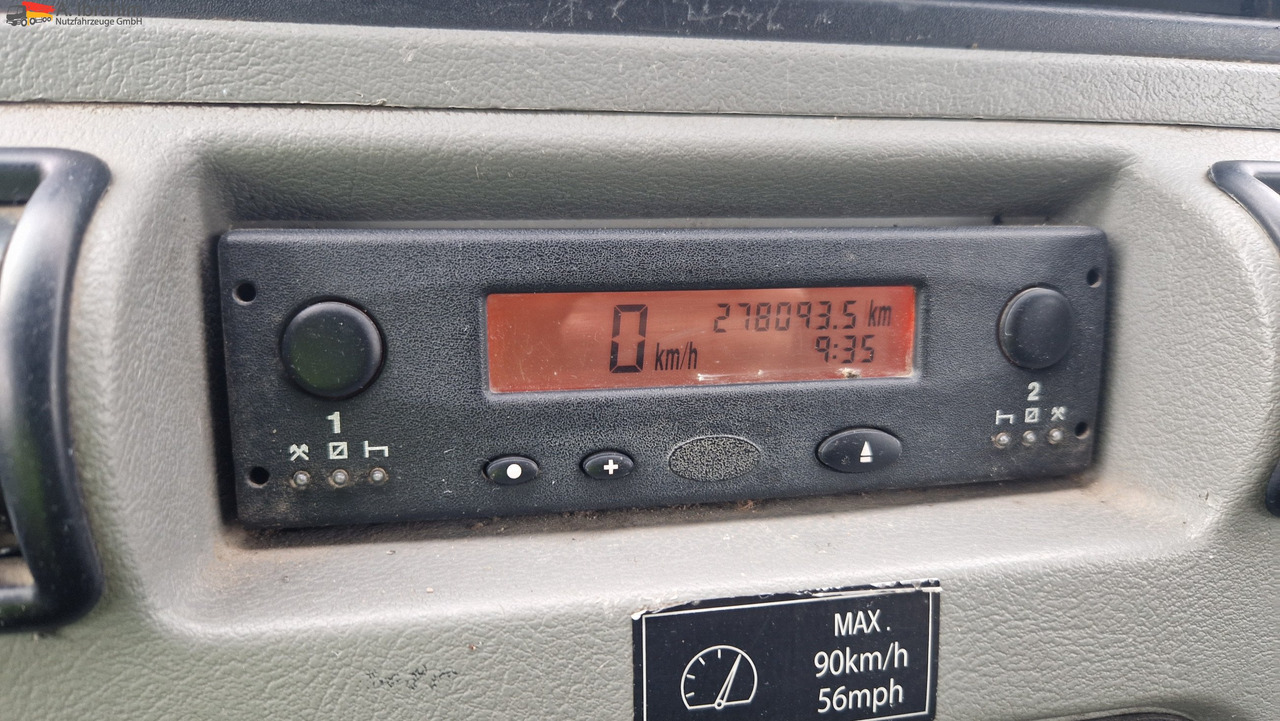 Nutzfahrzeuge GmbH
0 km/h
278093.5 km
9:35
1
2
MAX.
90km/h
56mph